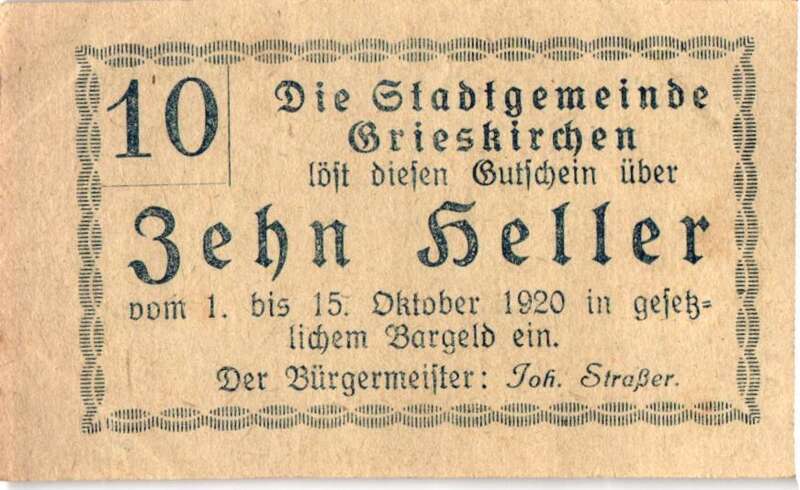 10
Die Stadtgemeinde
Grieskirchen
löst diesen Gutschein über
Zehn Heller
vom 1. bis 15. Oktober 1920 in gesetz=
lichem Bargeld ein.
Der Bürgermeister: Joh. Straßer.